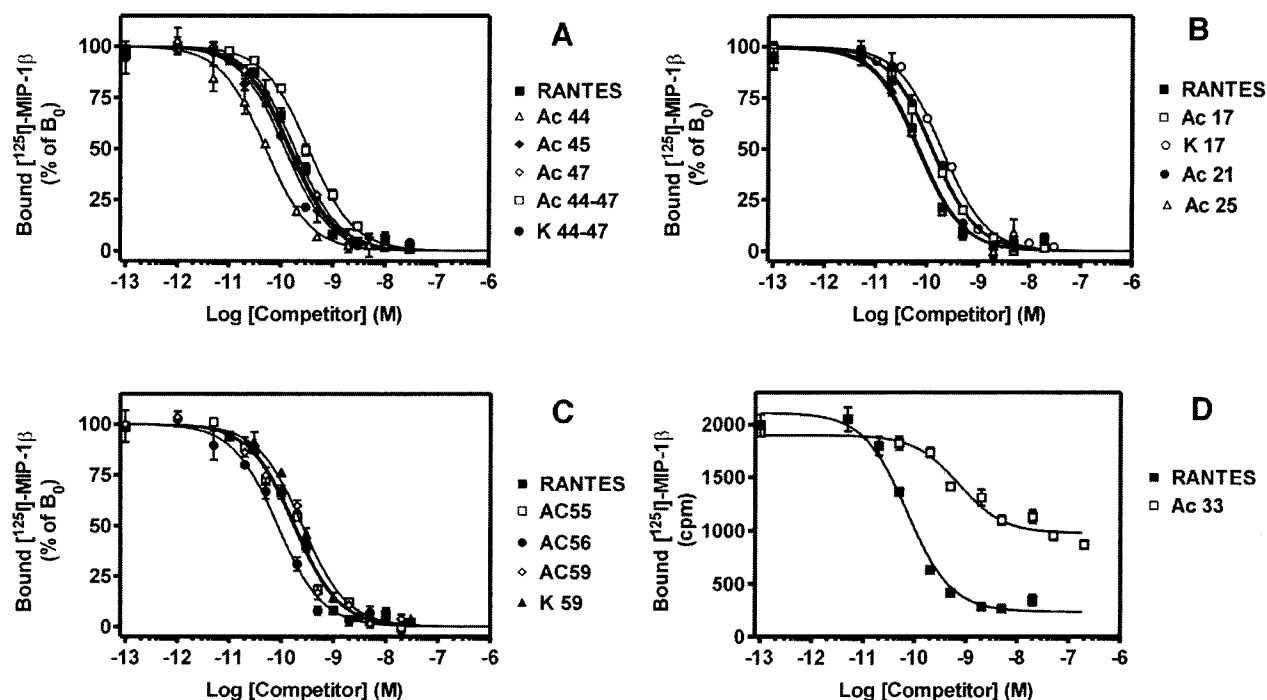 A
Bound [¹²⁵I]-MIP-1β
(% of B₀)
100
75
50
25
0
-13 -12 -11 -10 -9 -8 -7 -6
Log [Competitor] (M)
RANTES
Ac 44
Ac 45
Ac 47
Ac 44-47
K 44-47
B
Bound [¹²⁵I]-MIP-1β
(% of B₀)
100
75
50
25
0
-13 -12 -11 -10 -9 -8 -7 -6
Log [Competitor] (M)
RANTES
Ac 17
K 17
Ac 21
Ac 25
C
Bound [¹²⁵I]-MIP-1β
(% of B₀)
100
75
50
25
0
-13 -12 -11 -10 -9 -8 -7 -6
Log [Competitor] (M)
RANTES
AC55
AC56
AC59
K 59
D
Bound [¹²⁵I]-MIP-1β
(cpm)
2000
1500
1000
500
0
-13 -12 -11 -10 -9 -8 -7 -6
Log [Competitor] (M)
RANTES
Ac 33